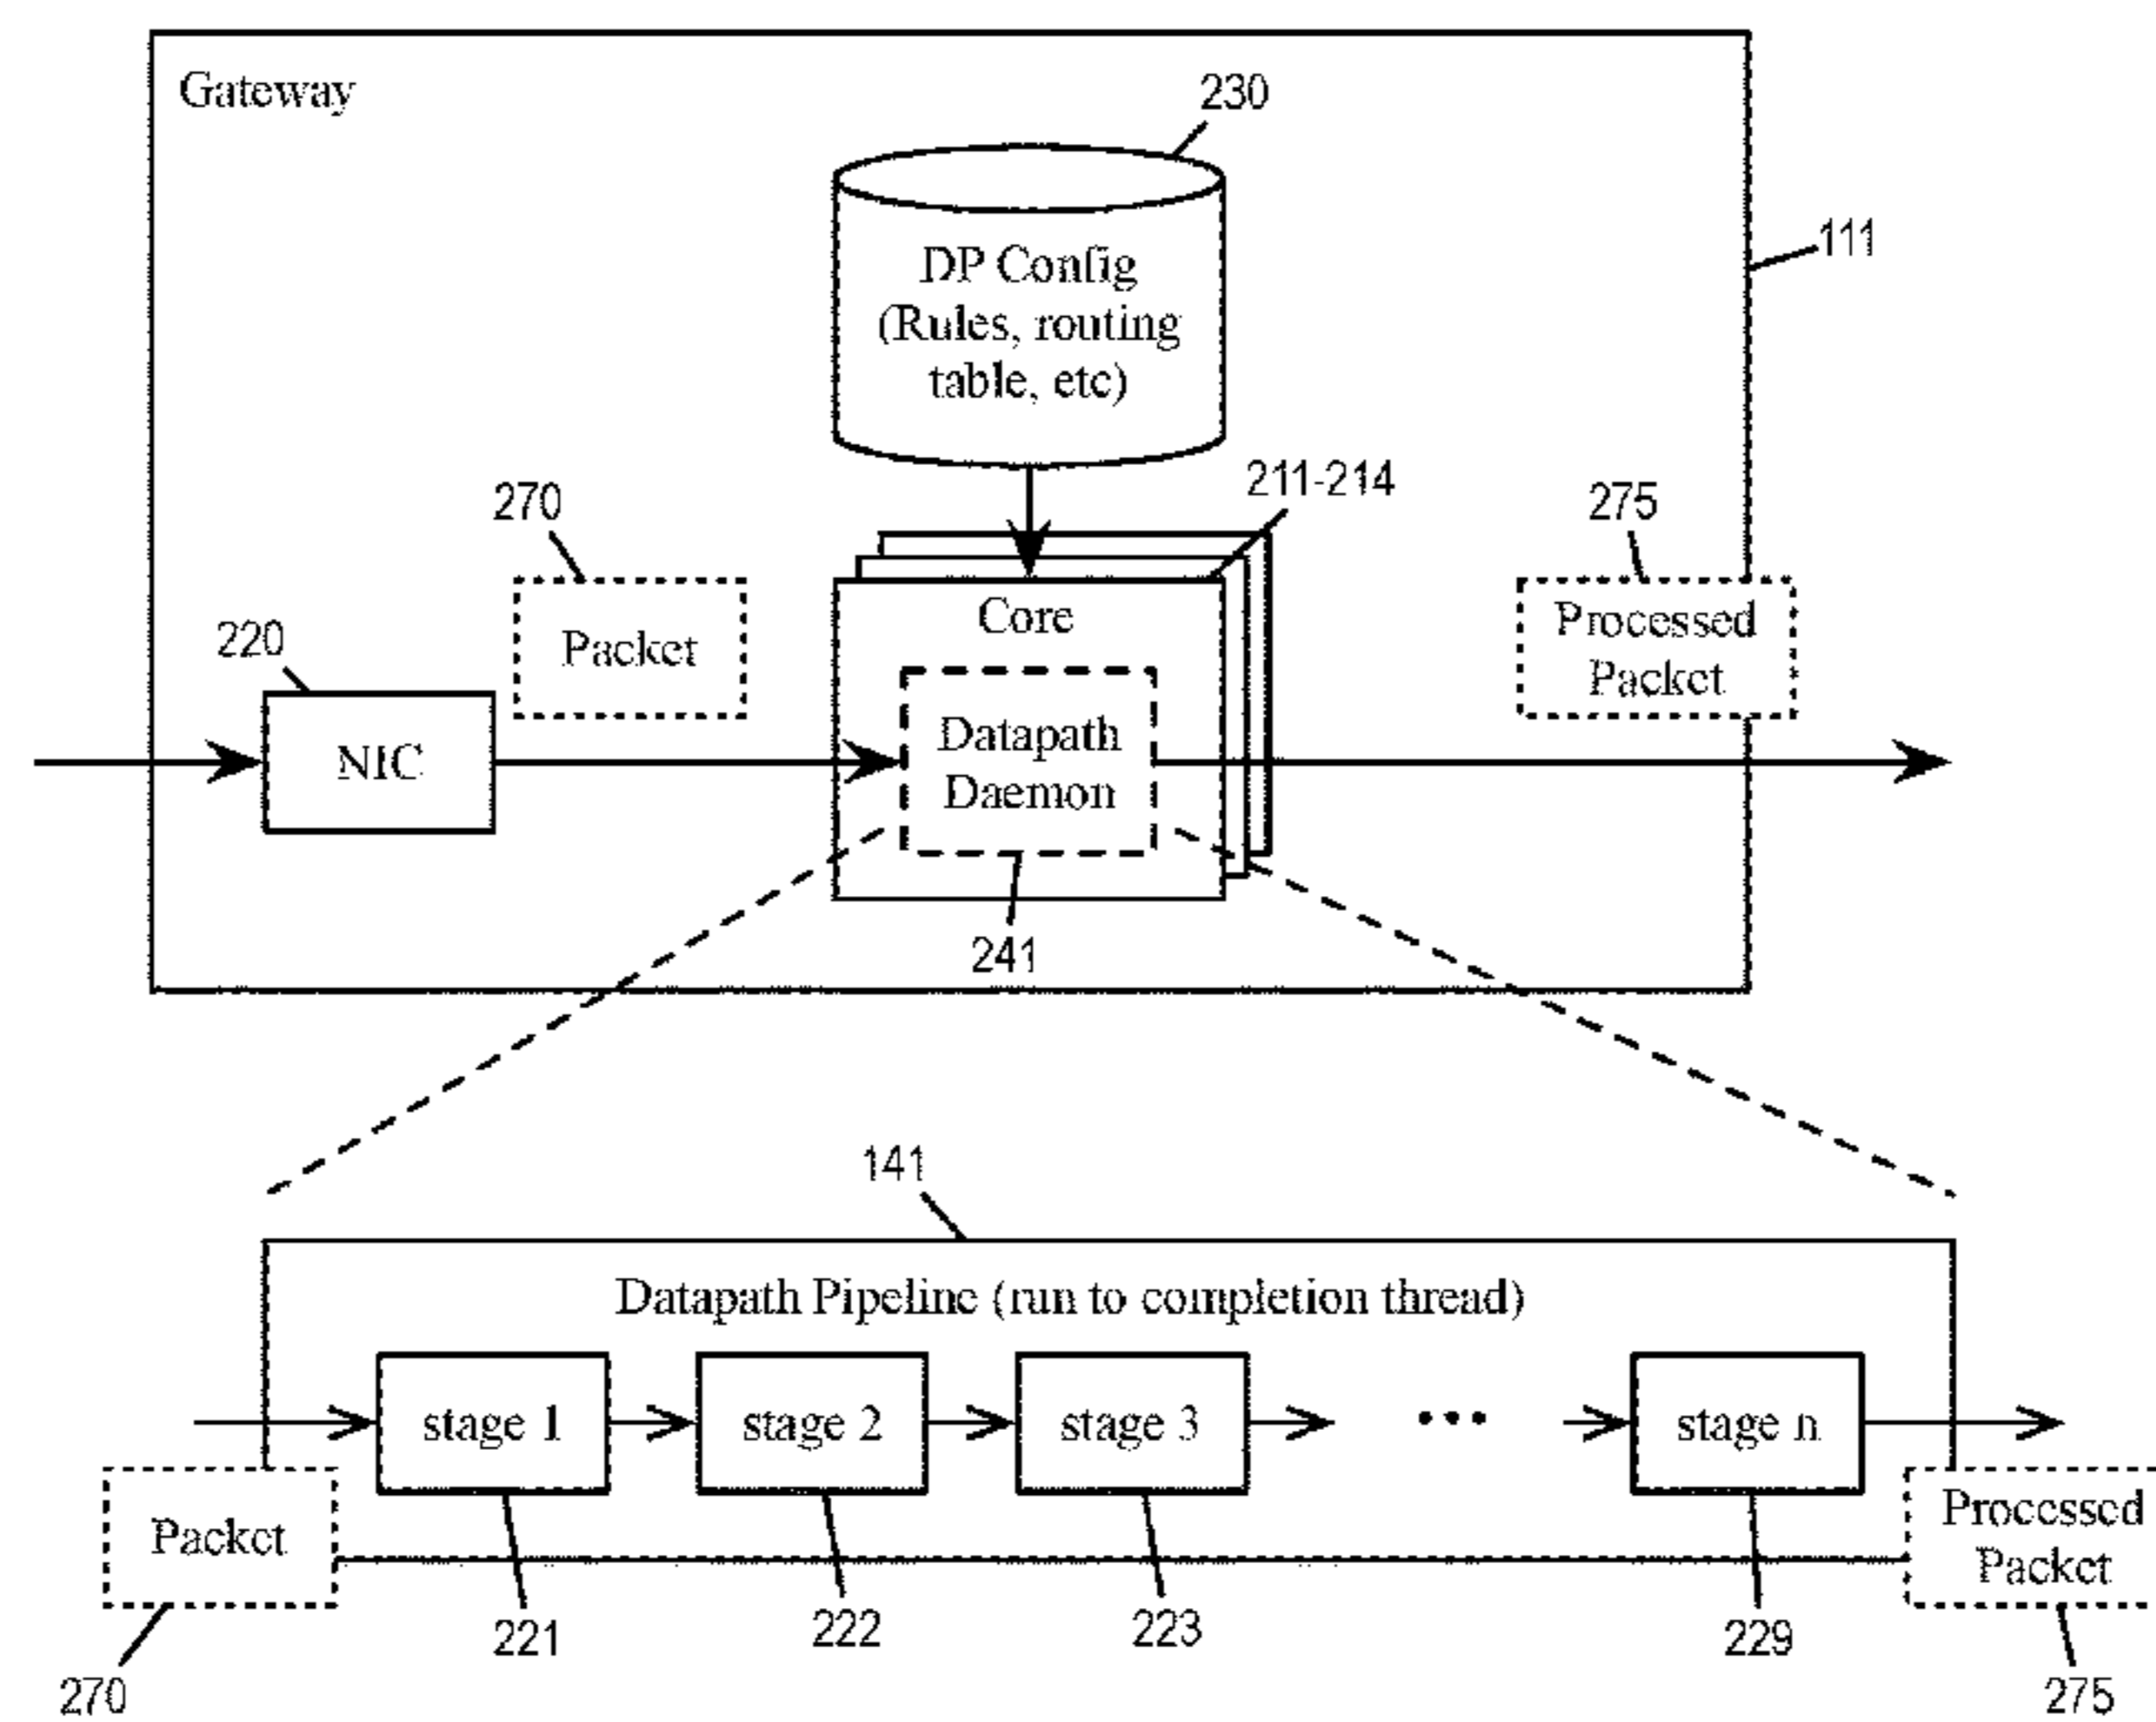 Gateway
230
DP Config
(Rules, routing
table, etc)
111
211-214
270
275
Core
Processed
Packet
Packet
220
NIC
Datapath
Daemon
241
141
Datapath Pipeline (run to completion thread)
stage 1
stage 2
stage 3
•••
stage n
Packet
Processed
Packet
221
222
223
229
270
275